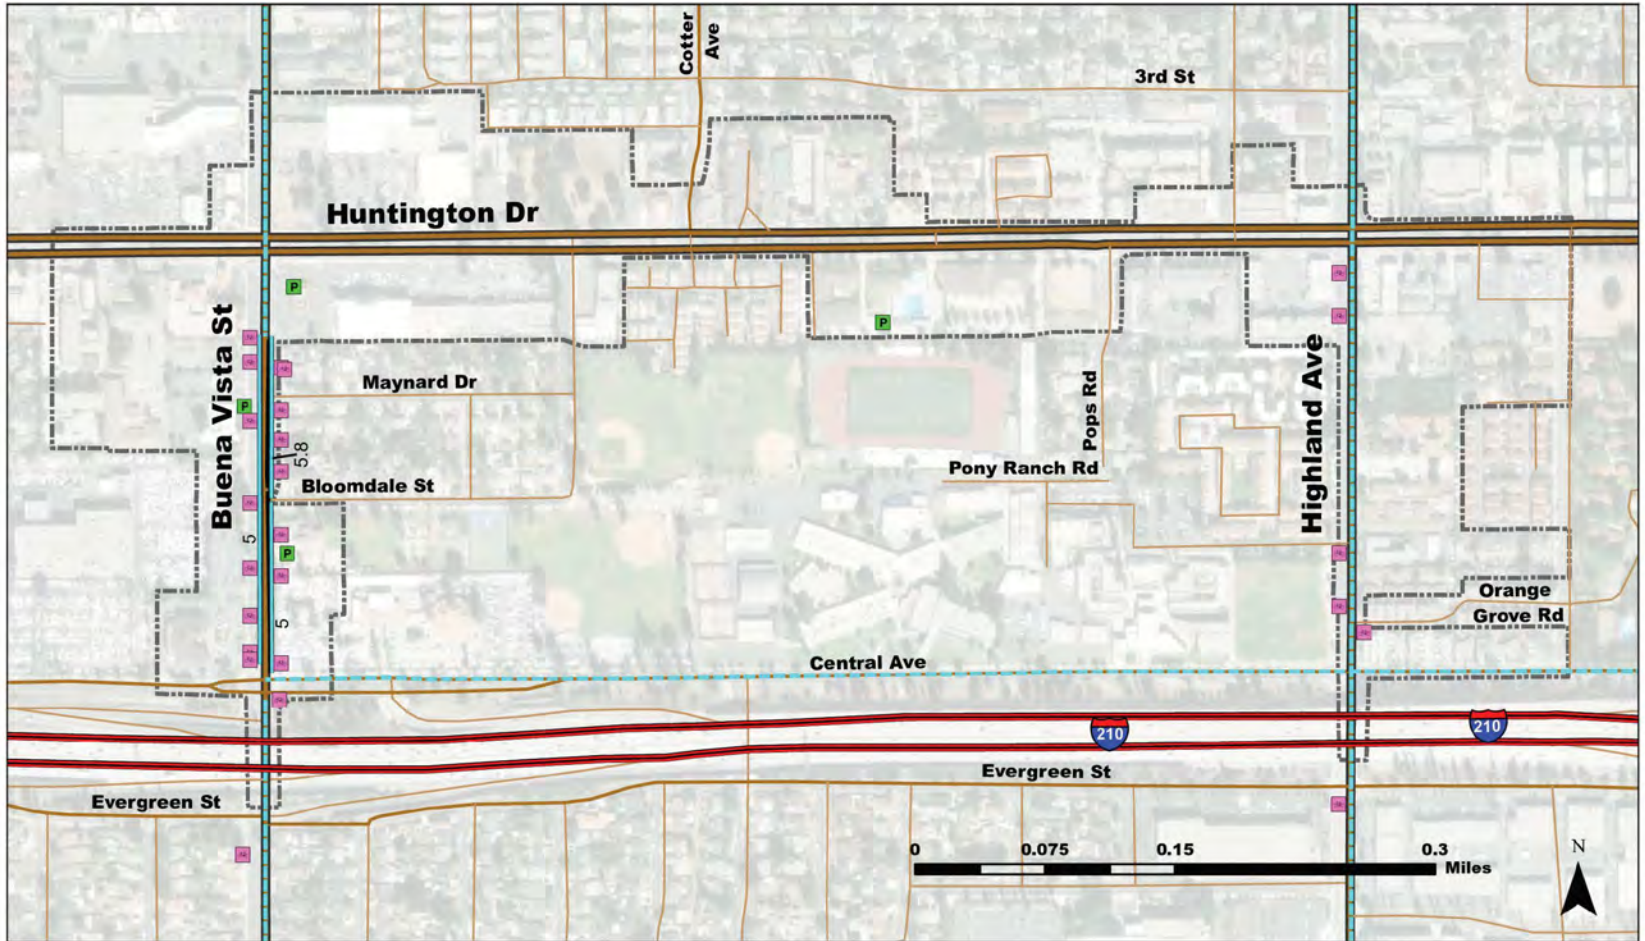 Cotter
Ave
3rd St
Huntington Dr
P
P
Buena Vista St
Maynard Dr
P
5.8
Bloomdale St
Pops Rd
Pony Ranch Rd
Highland Ave
5
P
5
Orange
Grove Rd
Central Ave
210
210
Evergreen St
Evergreen St
0
0.075
0.15
0.3
Miles
N